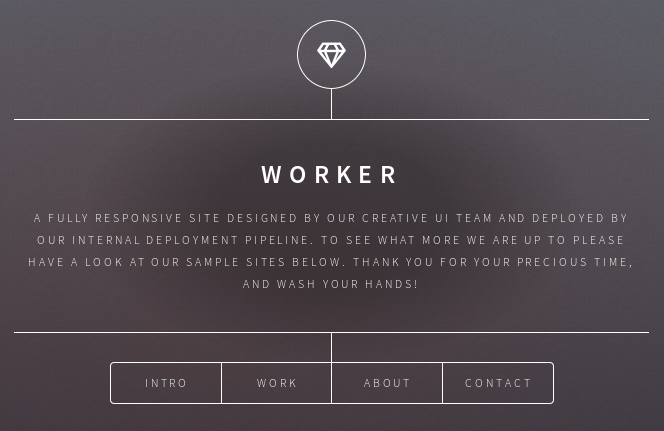 WORKER
A FULLY RESPONSIVE SITE DESIGNED BY OUR CREATIVE UI TEAM AND DEPLOYED BY
OUR INTERNAL DEPLOYMENT PIPELINE. TO SEE WHAT MORE WE ARE UP TO PLEASE
HAVE A LOOK AT OUR SAMPLE SITES BELOW. THANK YOU FOR YOUR PRECIOUS TIME,
AND WASH YOUR HANDS!
INTRO WORK ABOUT CONTACT